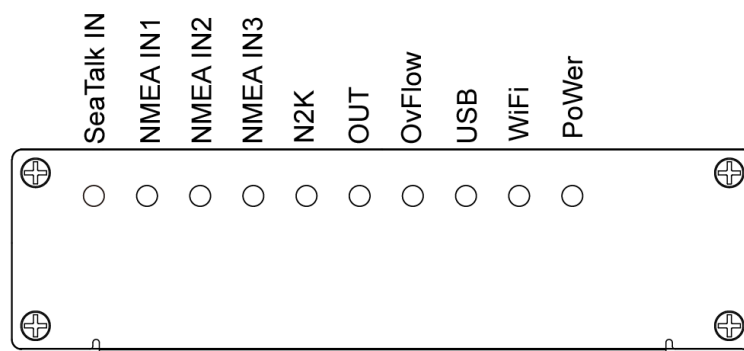 SeaTalk IN
NMEA IN1
NMEA IN2
NMEA IN3
N2K
OUT
OvFlow
USB
WiFi
PoWer